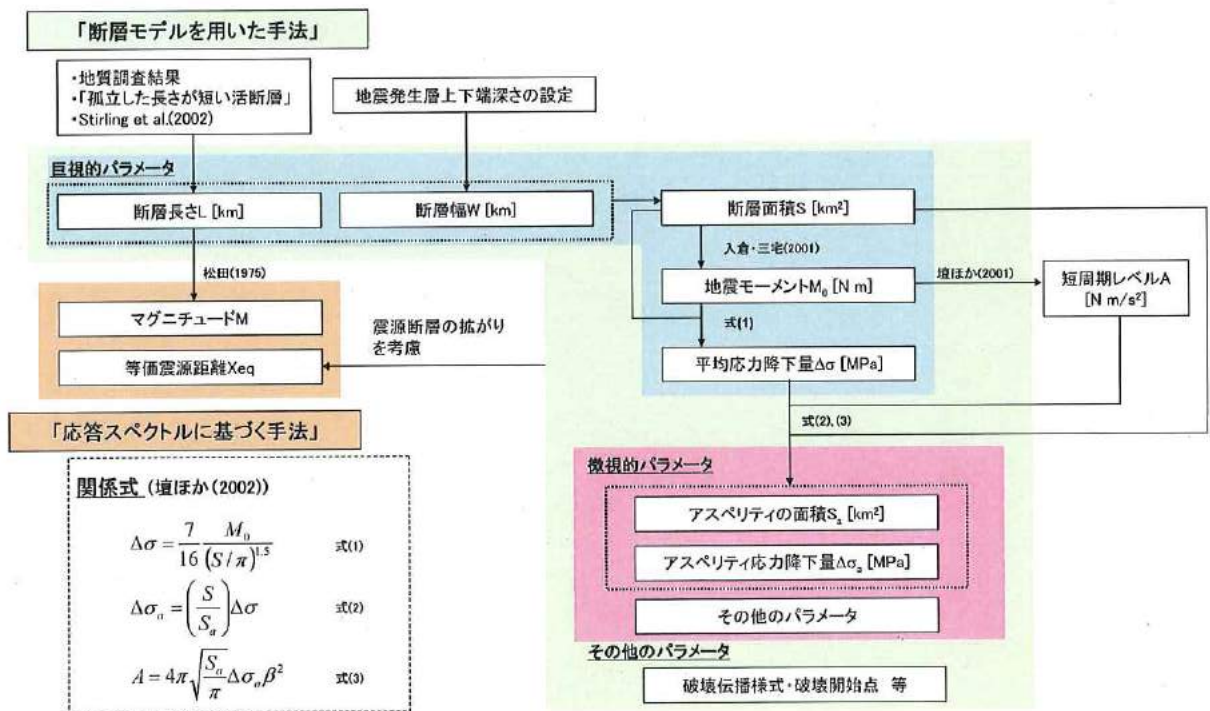 「断層モデルを用いた手法」
・地質調査結果
・「孤立した長さが短い活断層」
・Stirling et al.(2002)
地震発生層上下端深さの設定
巨視的パラメータ
断層長さL [km]
断層幅W [km]
断層面積S [km²]
入倉・三宅(2001)
松田(1975)
地震モーメントM₀ [N m]
壇ほか(2001)
短周期レベルA
[N m/s²]
式(1)
マグニチュードM
震源断層の拡がり
を考慮
等価震源距離Xeq
平均応力降下量Δσ [MPa]
式(2),(3)
「応答スペクトルに基づく手法」
関係式 (壇ほか(2002))
Δσ = 7/16 M₀/(S/π)^1.5 式(1)
Δσₐ = (S/Sₐ)Δσ 式(2)
A = 4π√(Sₐ/π) Δσₐβ² 式(3)
微視的パラメータ
アスペリティの面積Sₐ [km²]
アスペリティ応力降下量Δσₐ [MPa]
その他のパラメータ
その他のパラメータ
破壊伝播様式・破壊開始点 等